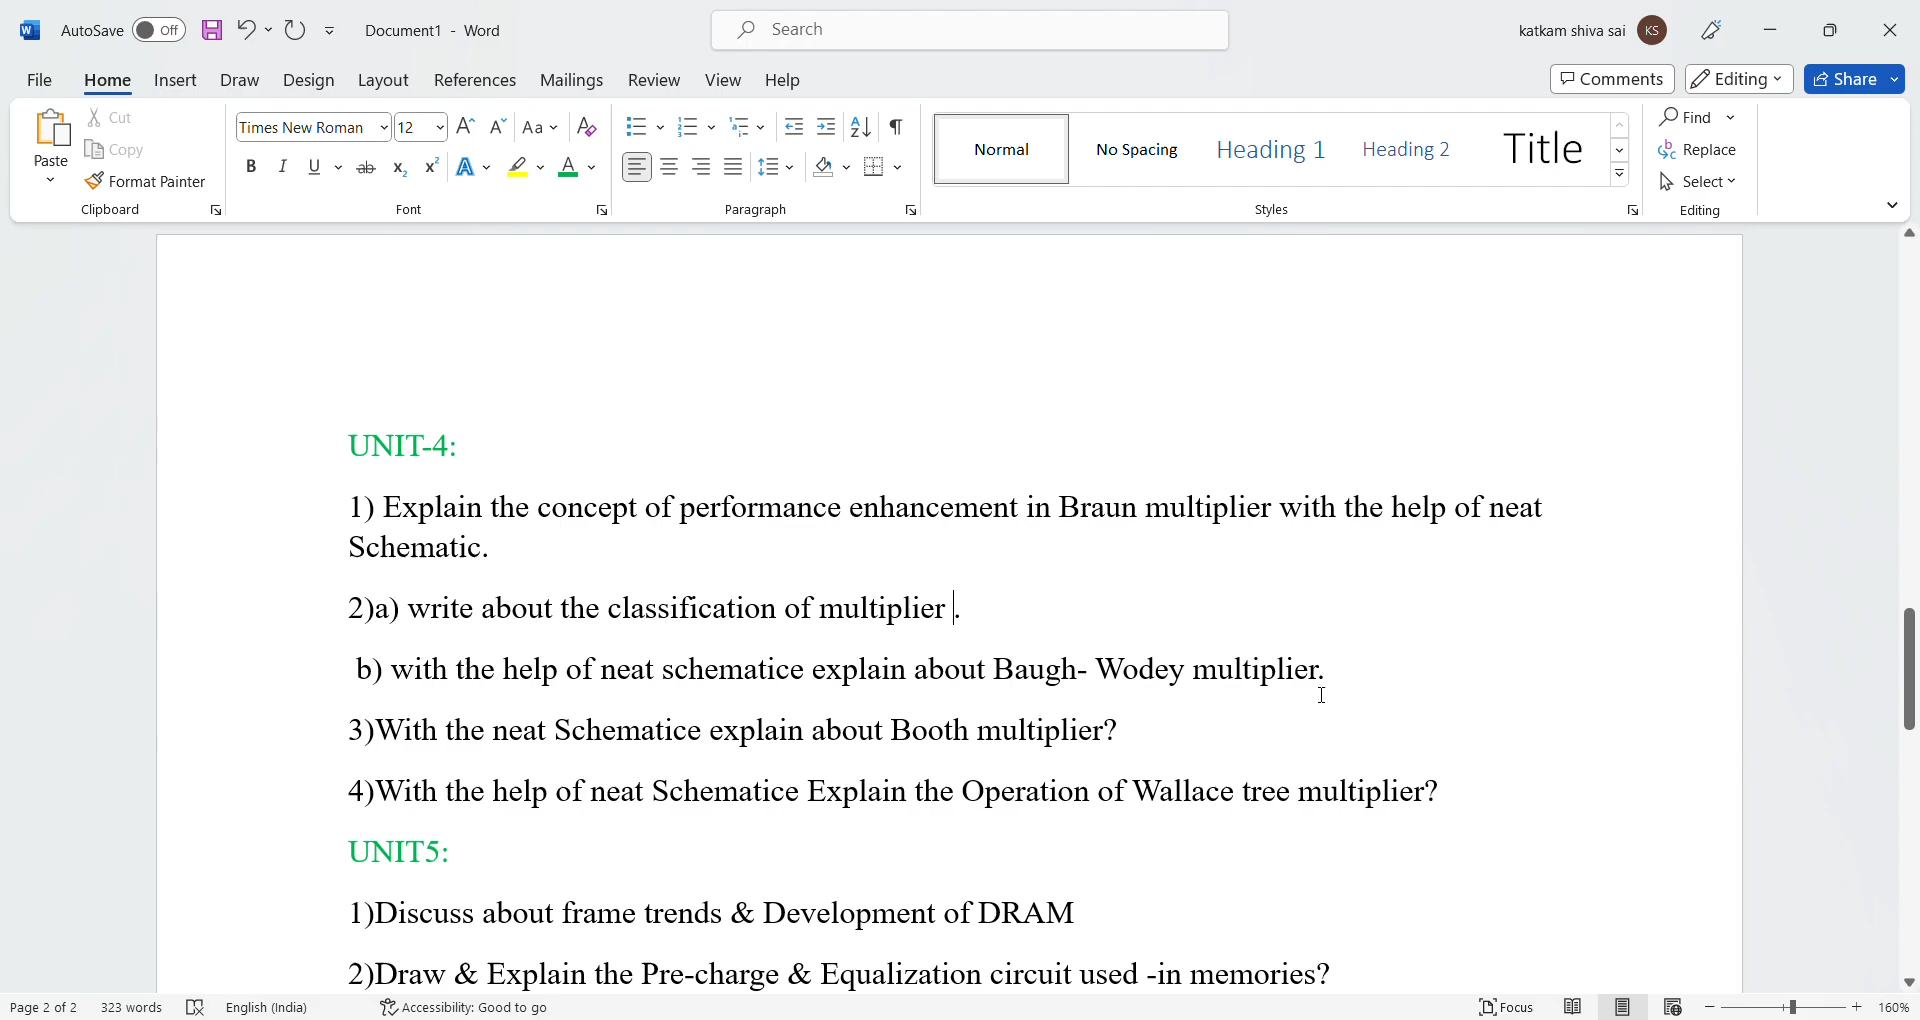 AutoSave Off Document1 - Word Search katkam shiva sai KS
File Home Insert Draw Design Layout References Mailings Review View Help Comments Editing Share
Paste Cut Copy Format Painter Clipboard
Times New Roman 12 Aa B I U ab x₂ x² A A Font
Paragraph
Normal No Spacing Heading 1 Heading 2 Title Styles
Find Replace Select Editing
UNIT-4:
1) Explain the concept of performance enhancement in Braun multiplier with the help of neat
Schematic.
2)a) write about the classification of multiplier .
b) with the help of neat schematice explain about Baugh- Wodey multiplier.
3)With the neat Schematice explain about Booth multiplier?
4)With the help of neat Schematice Explain the Operation of Wallace tree multiplier?
UNIT5:
1)Discuss about frame trends & Development of DRAM
2)Draw & Explain the Pre-charge & Equalization circuit used -in memories?
Page 2 of 2 323 words English (India) Accessibility: Good to go Focus 160%